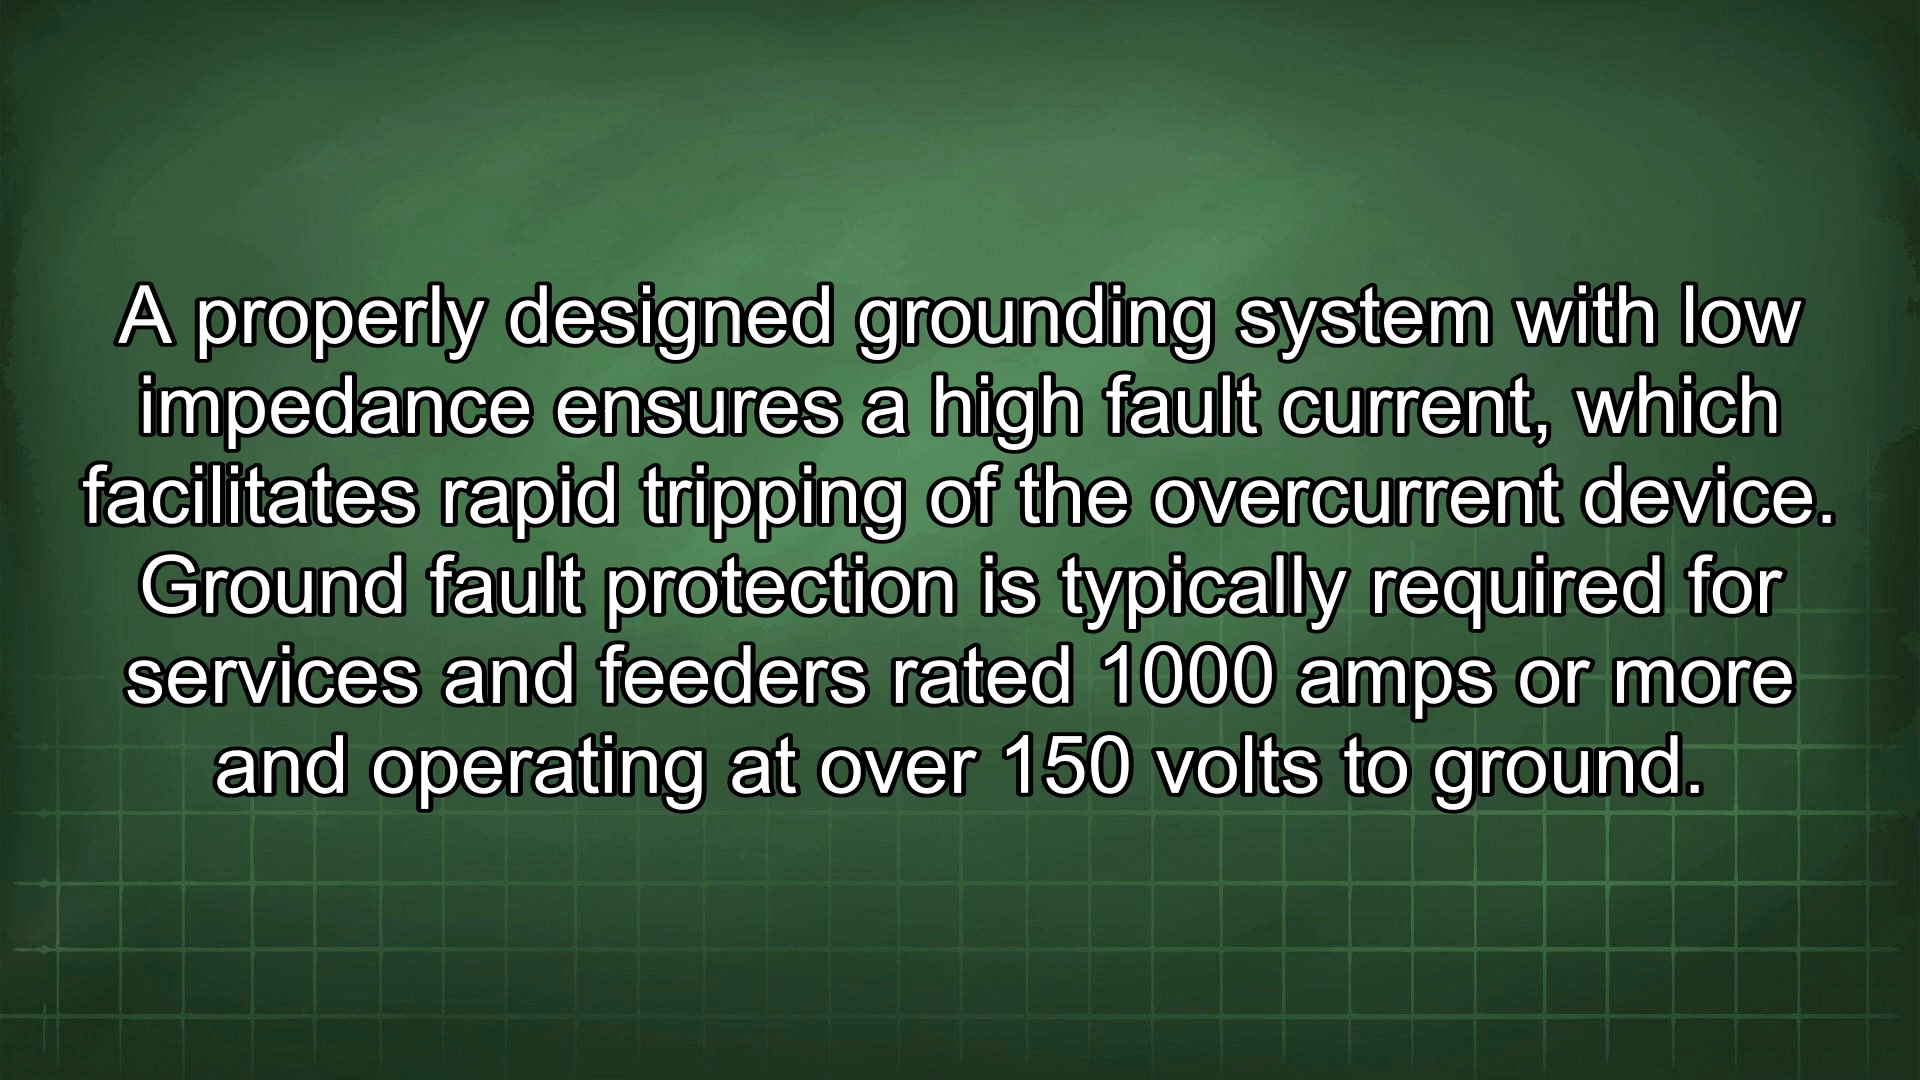 A properly designed grounding system with low
impedance ensures a high fault current, which
facilitates rapid tripping of the overcurrent device.
Ground fault protection is typically required for
services and feeders rated 1000 amps or more
and operating at over 150 volts to ground.